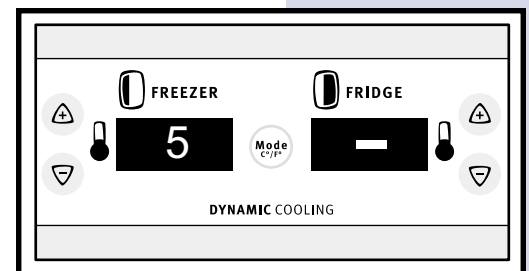 FREEZER
FRIDGE
5
-
Mode
C°/F°
+
+
-
-
DYNAMIC COOLING